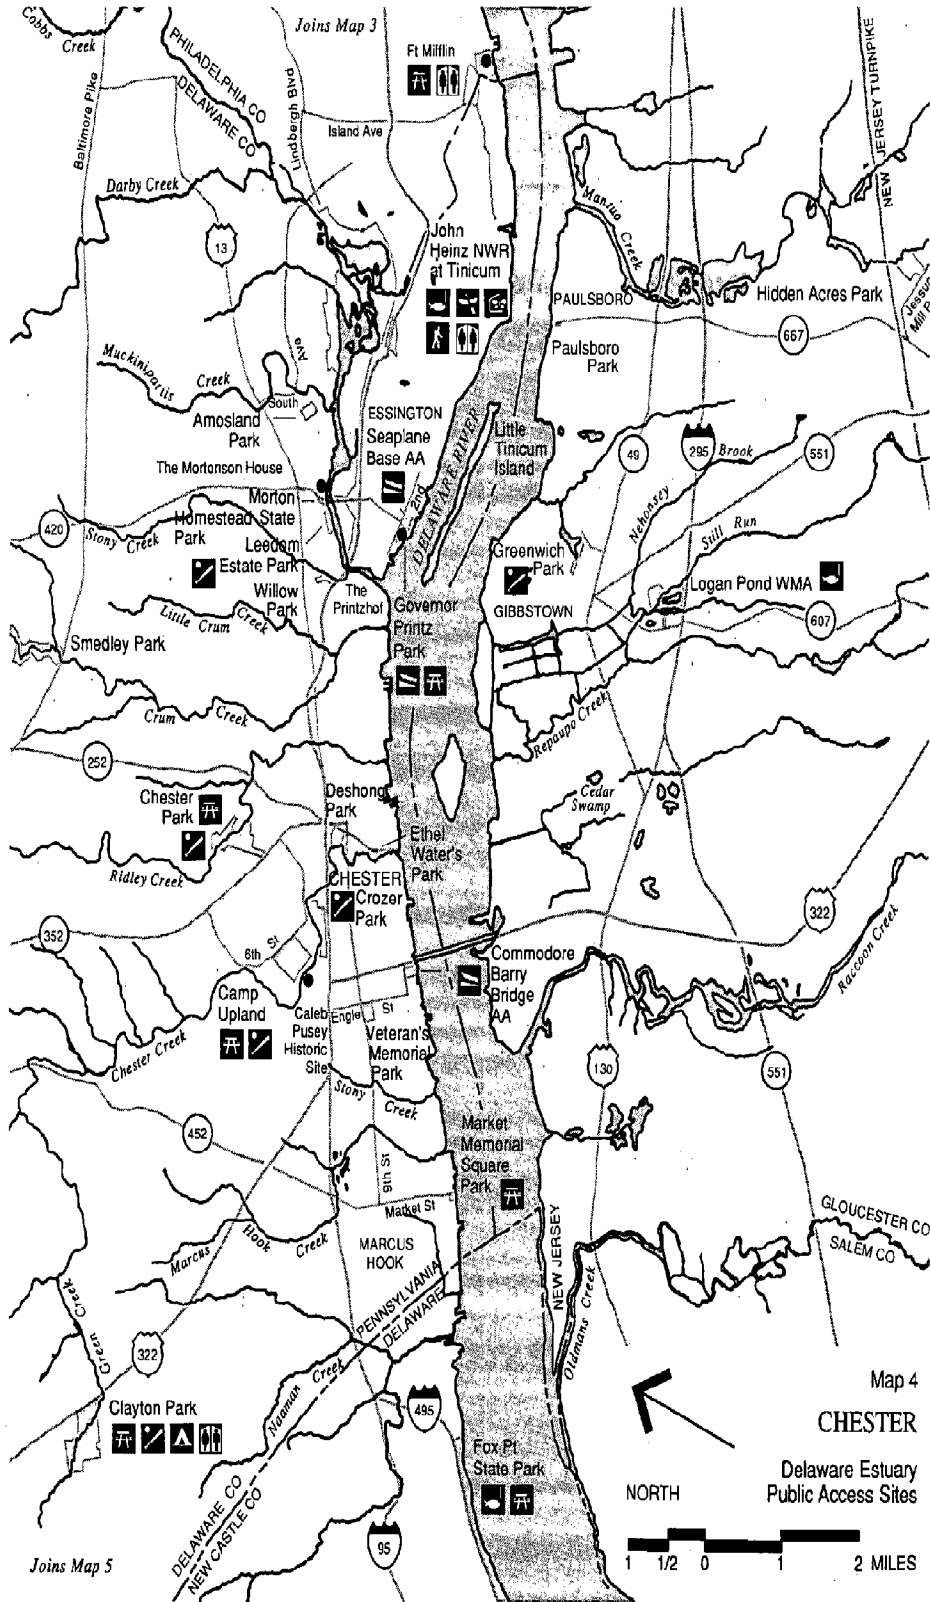 Cobbs
Creek
Joins Map 3
Ft Mifflin
PHILADELPHIA CO
DELAWARE CO
Baltimore Pike
Lindbergh Blvd
NEW JERSEY TURNPIKE
Island Ave
Darby Creek
Mantuo
Creek
13
John
Heinz NWR
at Tinicum
PAULSBORO
Hidden Acres Park
Paulsboro
Park
667
Ava
Muckinipattis
Creek
South
Amosland
Park
ESSINGTON
Seaplane
Base AA
DELAWARE RIVER
Little
Tinicum
Island
49
295
Brook
551
The Mortonson House
Morton
Homestead State
Park
2nd
Nehonsey
Still Run
420
Stony Creek
Leedom
Estate Park
Greenwich
Park
Logan Pond WMA
Willow
Park
The
Printzhof
Governor
Printz
Park
GIBBSTOWN
607
Little Crum Creek
Smedley Park
Crum Creek
Repaupo Creek
252
Chester
Park
Deshong
Park
Cedar
Swamp
Ethel
Water's
Park
Ridley Creek
CHESTER
Crozer
Park
322
352
6th St
Raccoon Creek
Commodore
Barry
Bridge
AA
Camp
Upland
Caleb
Pusey
Historic
Site
Engle St
Veteran's
Memorial
Park
Chester Creek
Stony
Creek
130
551
452
Market
Memorial
Square
Park
9th St
Market St
Marcus Hook Creek
MARCUS
HOOK
NEW JERSEY
GLOUCESTER CO
SALEM CO
PENNSYLVANIA
DELAWARE
Oldmans Creek
Green Creek
322
Naaman Creek
Clayton Park
495
Map 4
CHESTER
Fox Pt
State Park
Delaware Estuary
Public Access Sites
NORTH
DELAWARE CO
NEW CASTLE CO
95
Joins Map 5
1 1/2 0 1 2 MILES